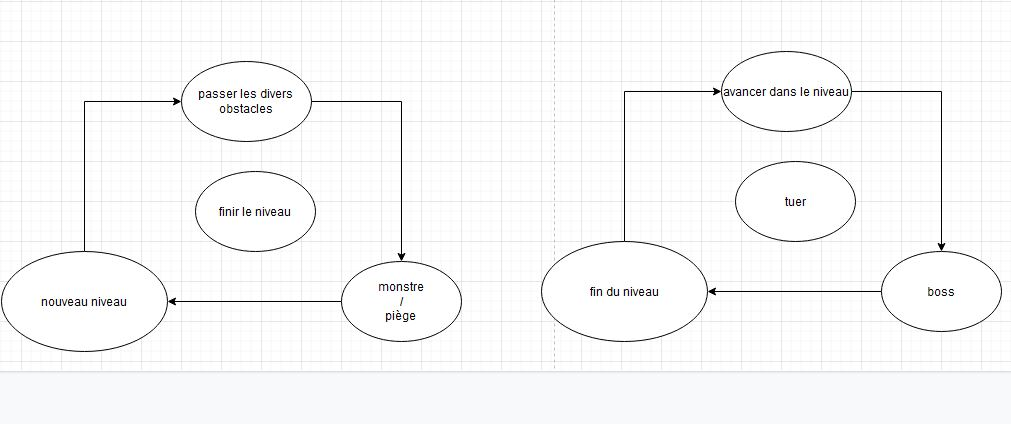 passer les divers
obstacles
finir le niveau
nouveau niveau
monstre
/
piège
avancer dans le niveau
tuer
fin du niveau
boss